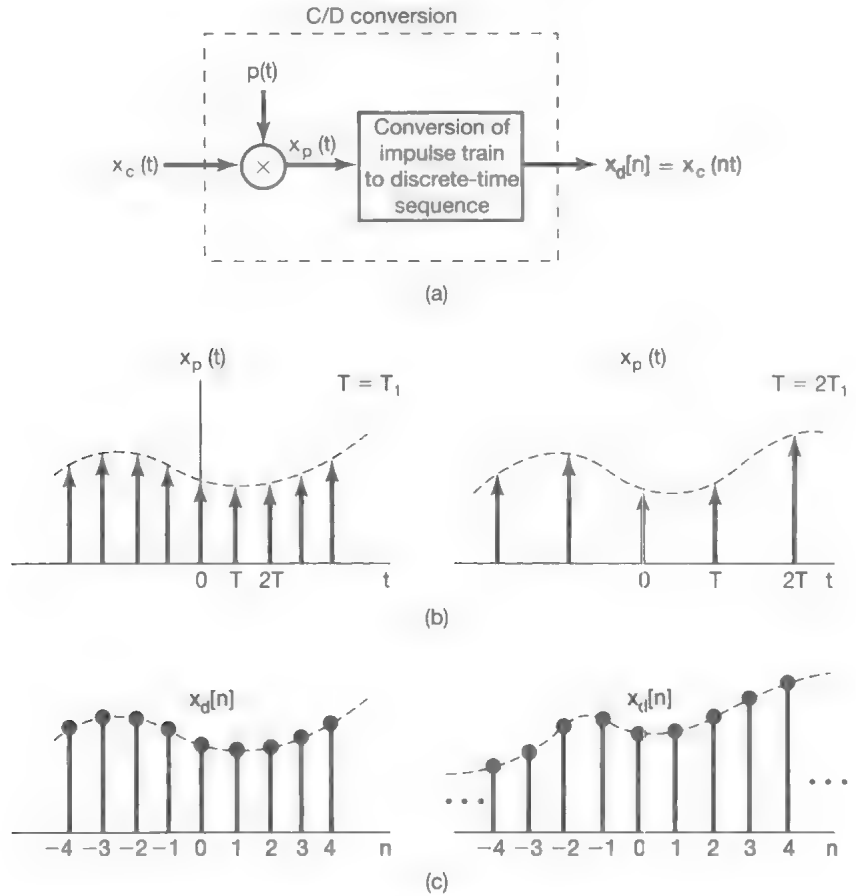 C/D conversion
p(t)
x_c(t)
×
x_p(t)
Conversion of
impulse train
to discrete-time
sequence
x_d[n] = x_c(nt)
(a)
x_p(t)
T = T_1
0 T 2T t
x_p(t)
T = 2T_1
0 T 2T t
(b)
x_d[n]
-4 -3 -2 -1 0 1 2 3 4 n
x_d[n]
-4 -3 -2 -1 0 1 2 3 4 n
(c)